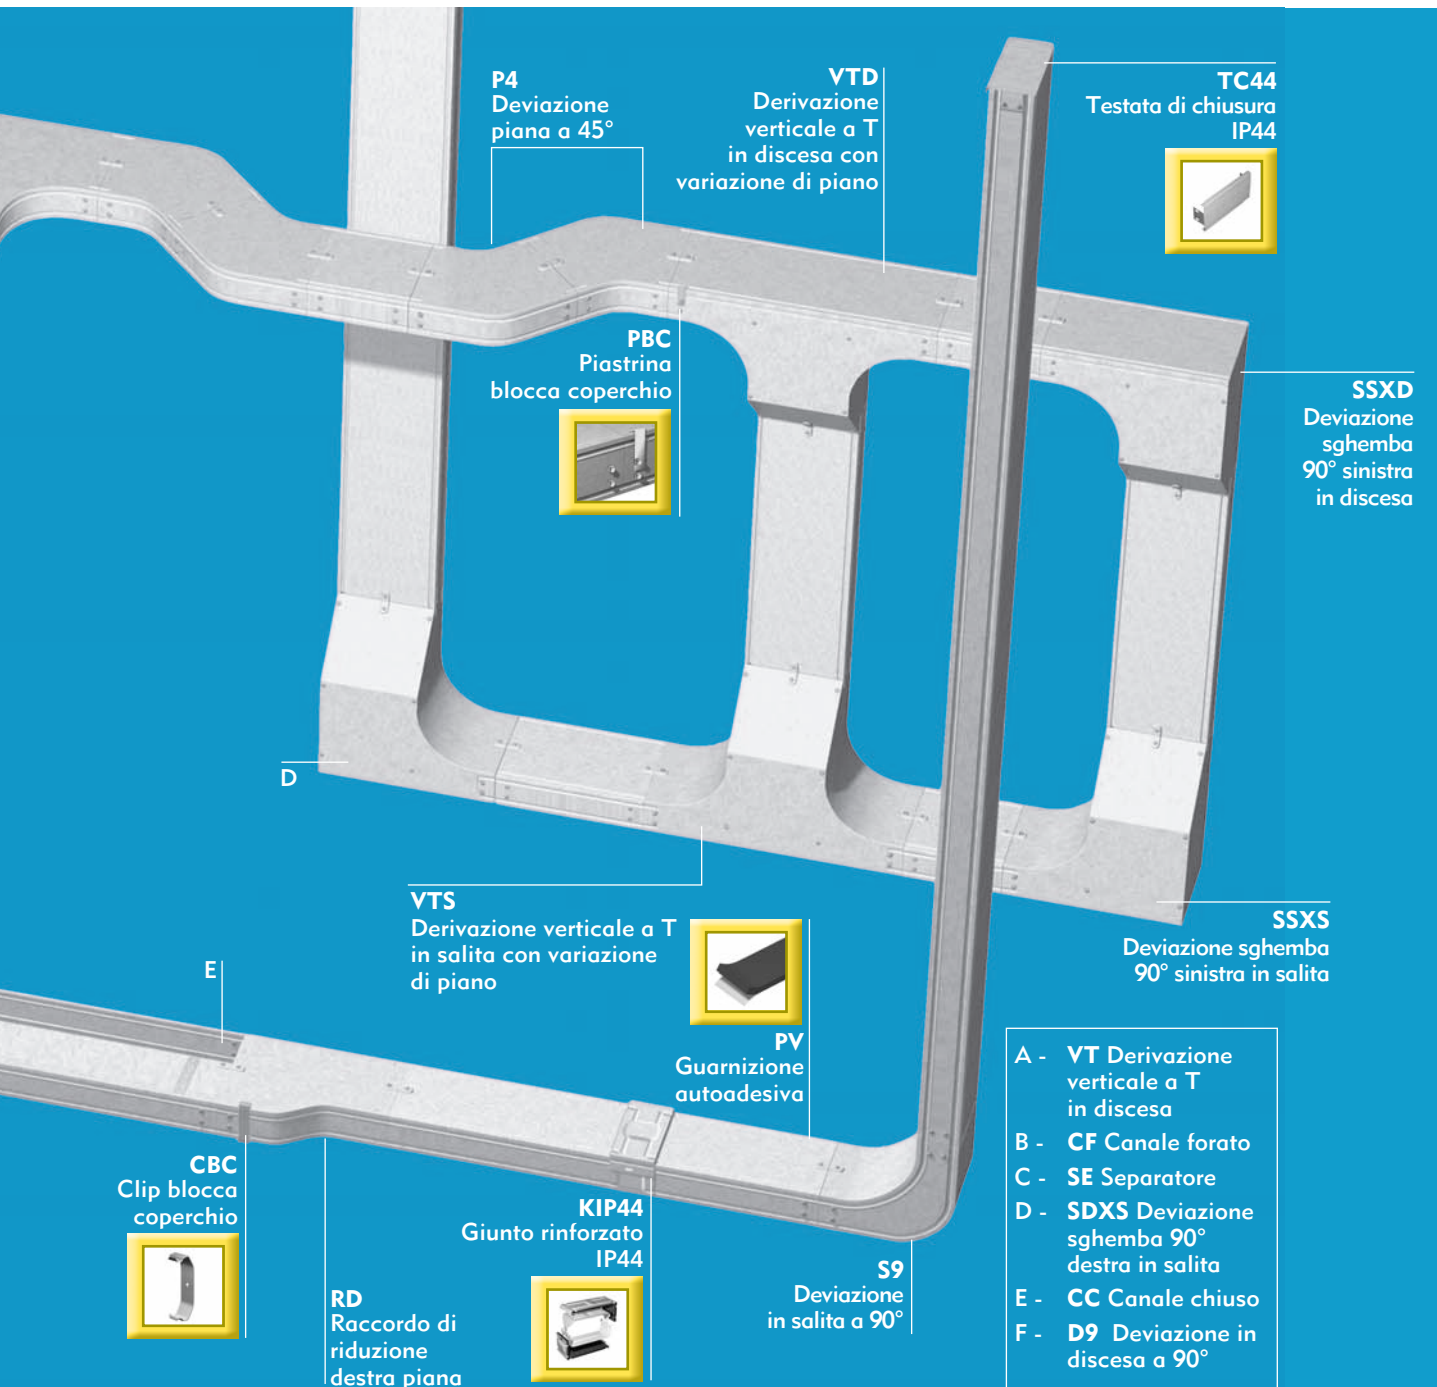 P4
Deviazione
piana a 45°
VTD
Derivazione
verticale a T
in discesa con
variazione di piano
TC44
Testata di chiusura
IP44
PBC
Piastrina
blocca coperchio
SSXD
Deviazione
sghemba
90° sinistra
in discesa
D
VTS
Derivazione verticale a T
in salita con variazione
di piano
SSXS
Deviazione sghemba
90° sinistra in salita
E
PV
Guarnizione
autoadesiva
CBC
Clip blocca
coperchio
RD
Raccordo di
riduzione
destra piana
KIP44
Giunto rinforzato
IP44
S9
Deviazione
in salita a 90°
A - VT Derivazione
verticale a T
in discesa
B - CF Canale forato
C - SE Separatore
D - SDXS Deviazione
sghemba 90°
destra in salita
E - CC Canale chiuso
F - D9 Deviazione in
discesa a 90°